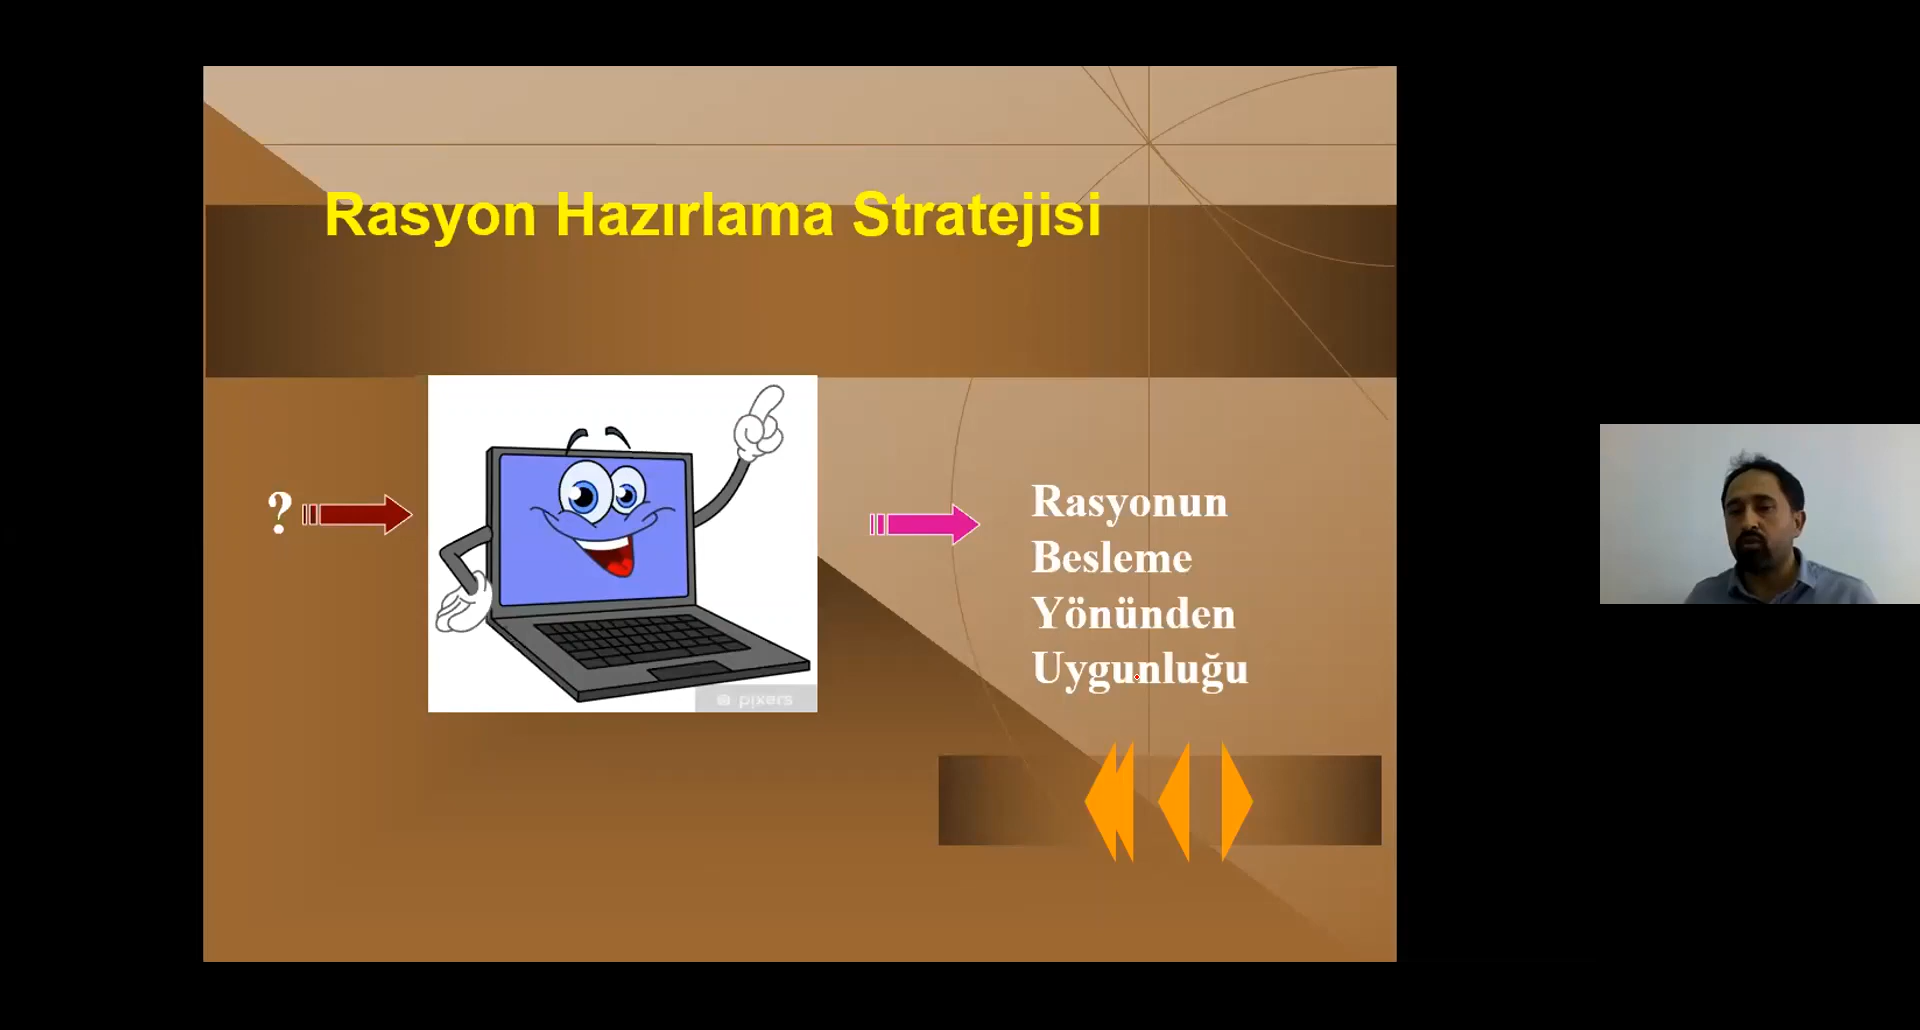 Rasyon Hazırlama Stratejisi
?
Rasyonun
Besleme
Yönünden
Uygunluğu
pixers